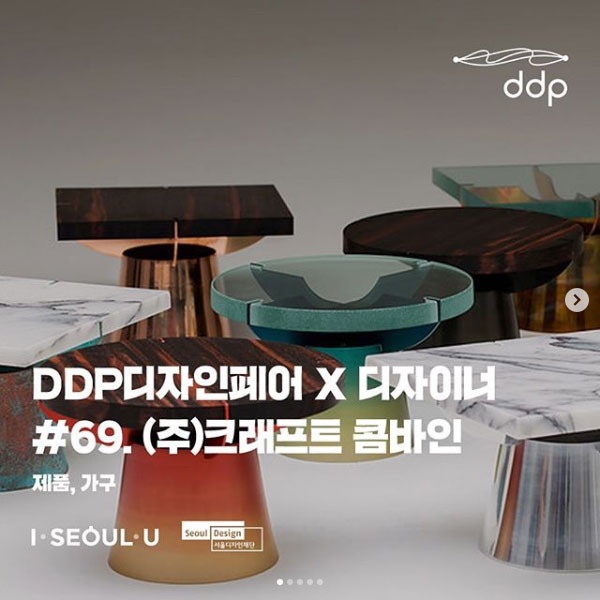 ddp
DDP디자인페어 X 디자이너
#69. (주)크래프트 콤바인
제품, 가구
I·SEOUL·U
Seoul Design
서울디자인재단